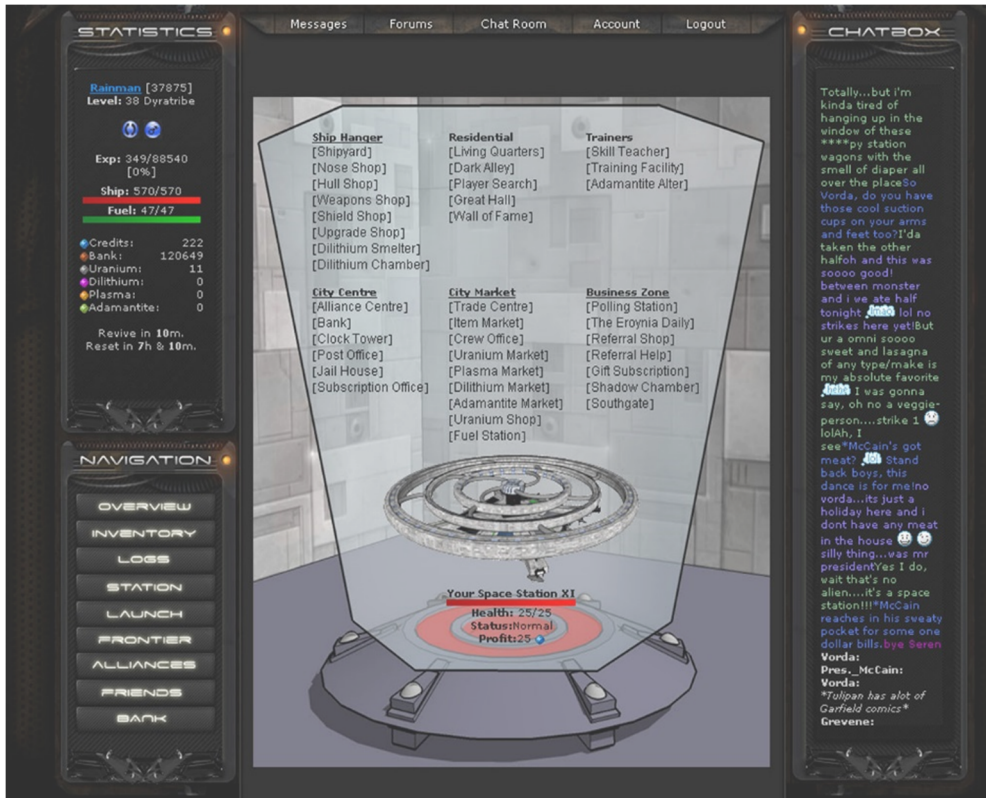 Messages
Forums
Chat Room
Account
Logout
STATISTICS
Rainman [37875]
Level: 38 Dyratribe
Exp: 349/88540
[0%]
Ship: 570/570
Fuel: 47/47
Credits: 222
Bank: 120649
Uranium: 11
Dilithium: 0
Plasma: 0
Adamantite: 0
Revive in 10m.
Reset in 7h & 10m.
NAVIGATION
OVERVIEW
INVENTORY
LOGS
STATION
LAUNCH
FRONTIER
ALLIANCES
FRIENDS
BANK
Ship Hanger
[Shipyard]
[Nose Shop]
[Hull Shop]
[Weapons Shop]
[Shield Shop]
[Upgrade Shop]
[Dilithium Smelter]
[Dilithium Chamber]
Residential
[Living Quarters]
[Dark Alley]
[Player Search]
[Great Hall]
[Wall of Fame]
Trainers
[Skill Teacher]
[Training Facility]
[Adamantite Alter]
City Centre
[Alliance Centre]
[Bank]
[Clock Tower]
[Post Office]
[Jail House]
[Subscription Office]
City Market
[Trade Centre]
[Item Market]
[Crew Office]
[Uranium Market]
[Plasma Market]
[Dilithium Market]
[Adamantite Market]
[Uranium Shop]
[Fuel Station]
Business Zone
[Polling Station]
[The Eroynia Daily]
[Referral Shop]
[Referral Help]
[Gift Subscription]
[Shadow Chamber]
[Southgate]
Your Space Station XI
Health: 25/25
Status:Normal
Profit:25
CHATBOX
Totally...but i'm
kinda tired of
hanging up in the
window of these
****py station
wagons with the
smell of diaper all
over the placeSo
Vorda, do you have
those cool suction
cups on your arms
and feet too?I'da
taken the other
halfoh and this was
soooo good!
between monster
and i we ate half
tonight lol no
strikes here yet!But
ur a omni soooo
sweet and lasagna
of any type/make is
my absolute favorite
I was gonna
say, oh no a veggie-
person....strike 1
lolAh, I
see*McCain's got
meat? lol Stand
back boys, this
dance is for me!no
vorda...its just a
holiday here and i
dont have any meat
in the house
silly thing...was mr
presidentYes I do,
wait that's no
alien....it's a space
station!!!*McCain
reaches in his sweaty
pocket for some one
dollar bills.bye Seren
Vorda:
Pres._McCain:
Vorda:
*Tulipan has alot of
Garfield comics*
Grevene: